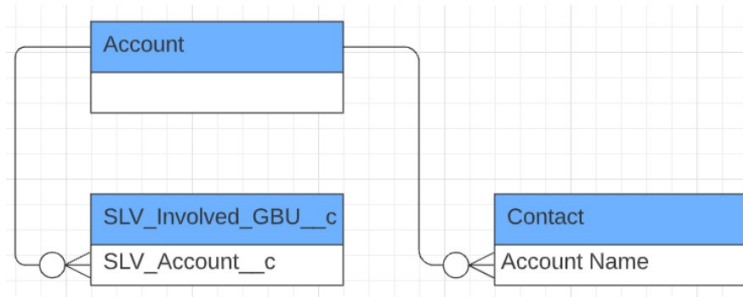 Account
SLV_Involved_GBU__c
SLV_Account__c
Contact
Account Name